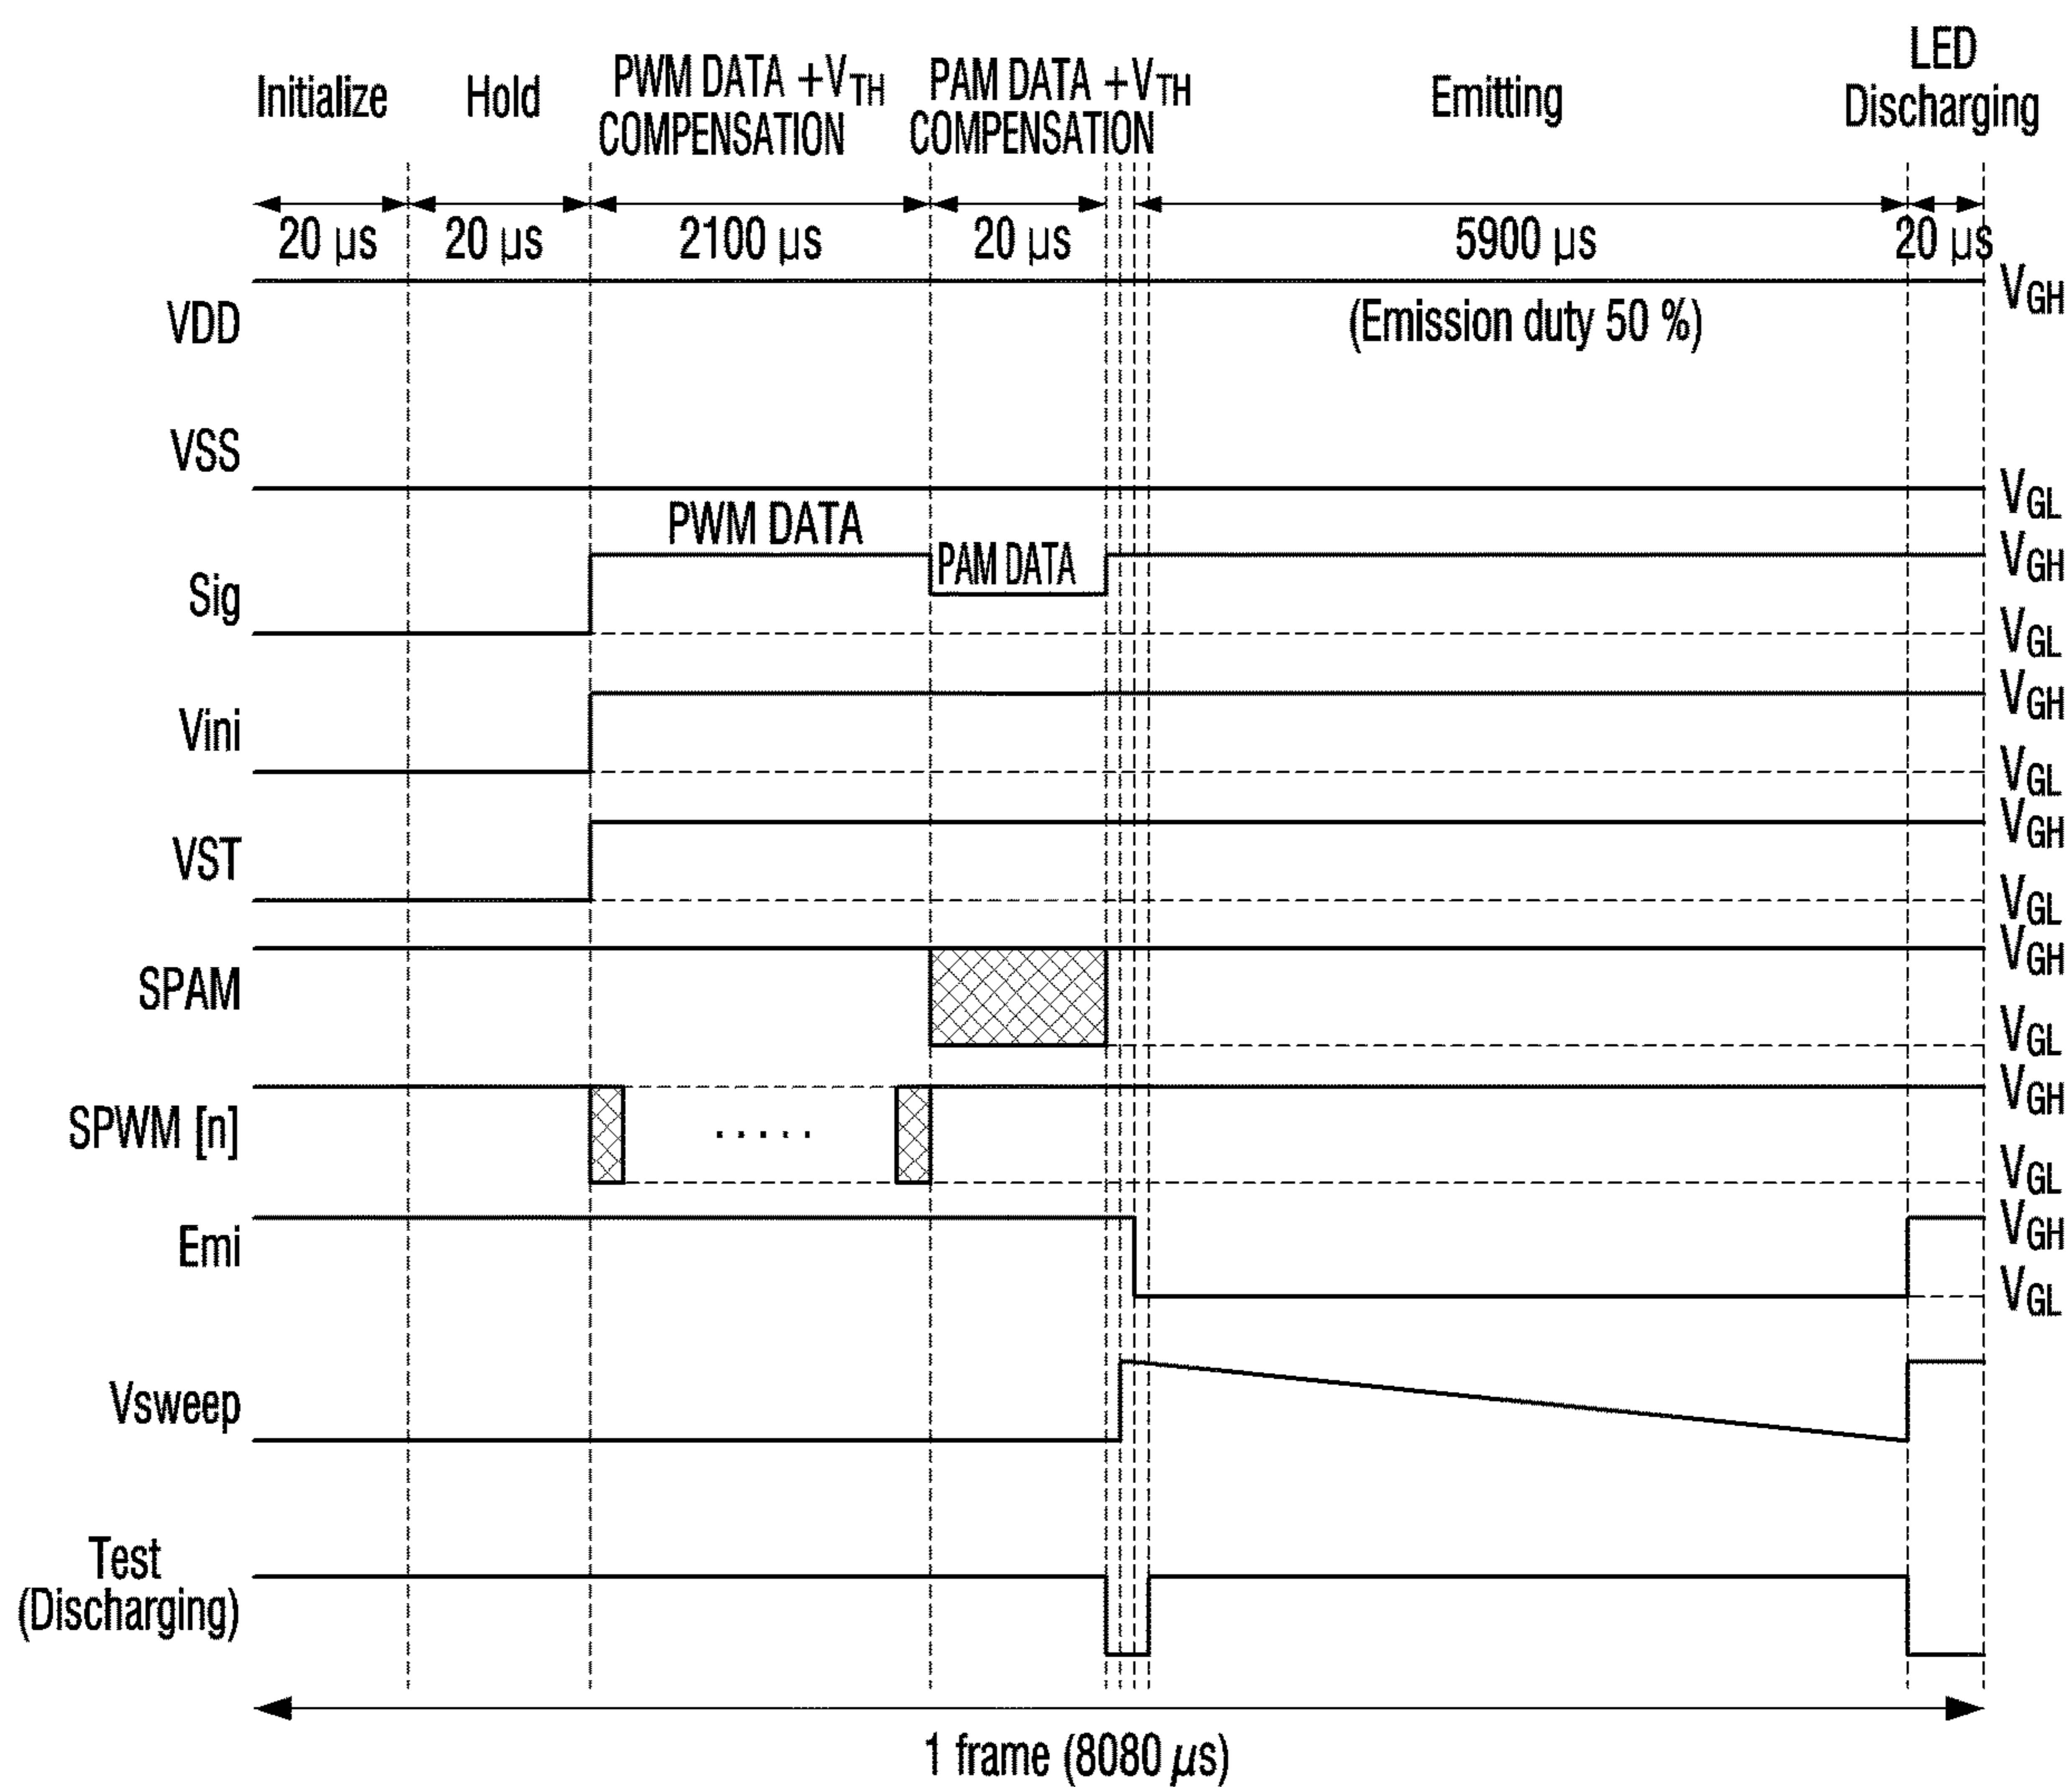 Initialize
Hold
PWM DATA +VTH
COMPENSATION
PAM DATA +VTH
COMPENSATION
Emitting
LED
Discharging
20 μs
20 μs
2100 μs
20 μs
5900 μs
20 μs
VDD
(Emission duty 50 %)
VGH
VSS
VGL
Sig
PWM DATA
PAM DATA
VGH
VGL
Vini
VGH
VGL
VST
VGH
VGL
SPAM
VGH
VGL
SPWM [n]
.....
VGH
VGL
Emi
VGH
VGL
Vsweep
Test
(Discharging)
1 frame (8080 μs)